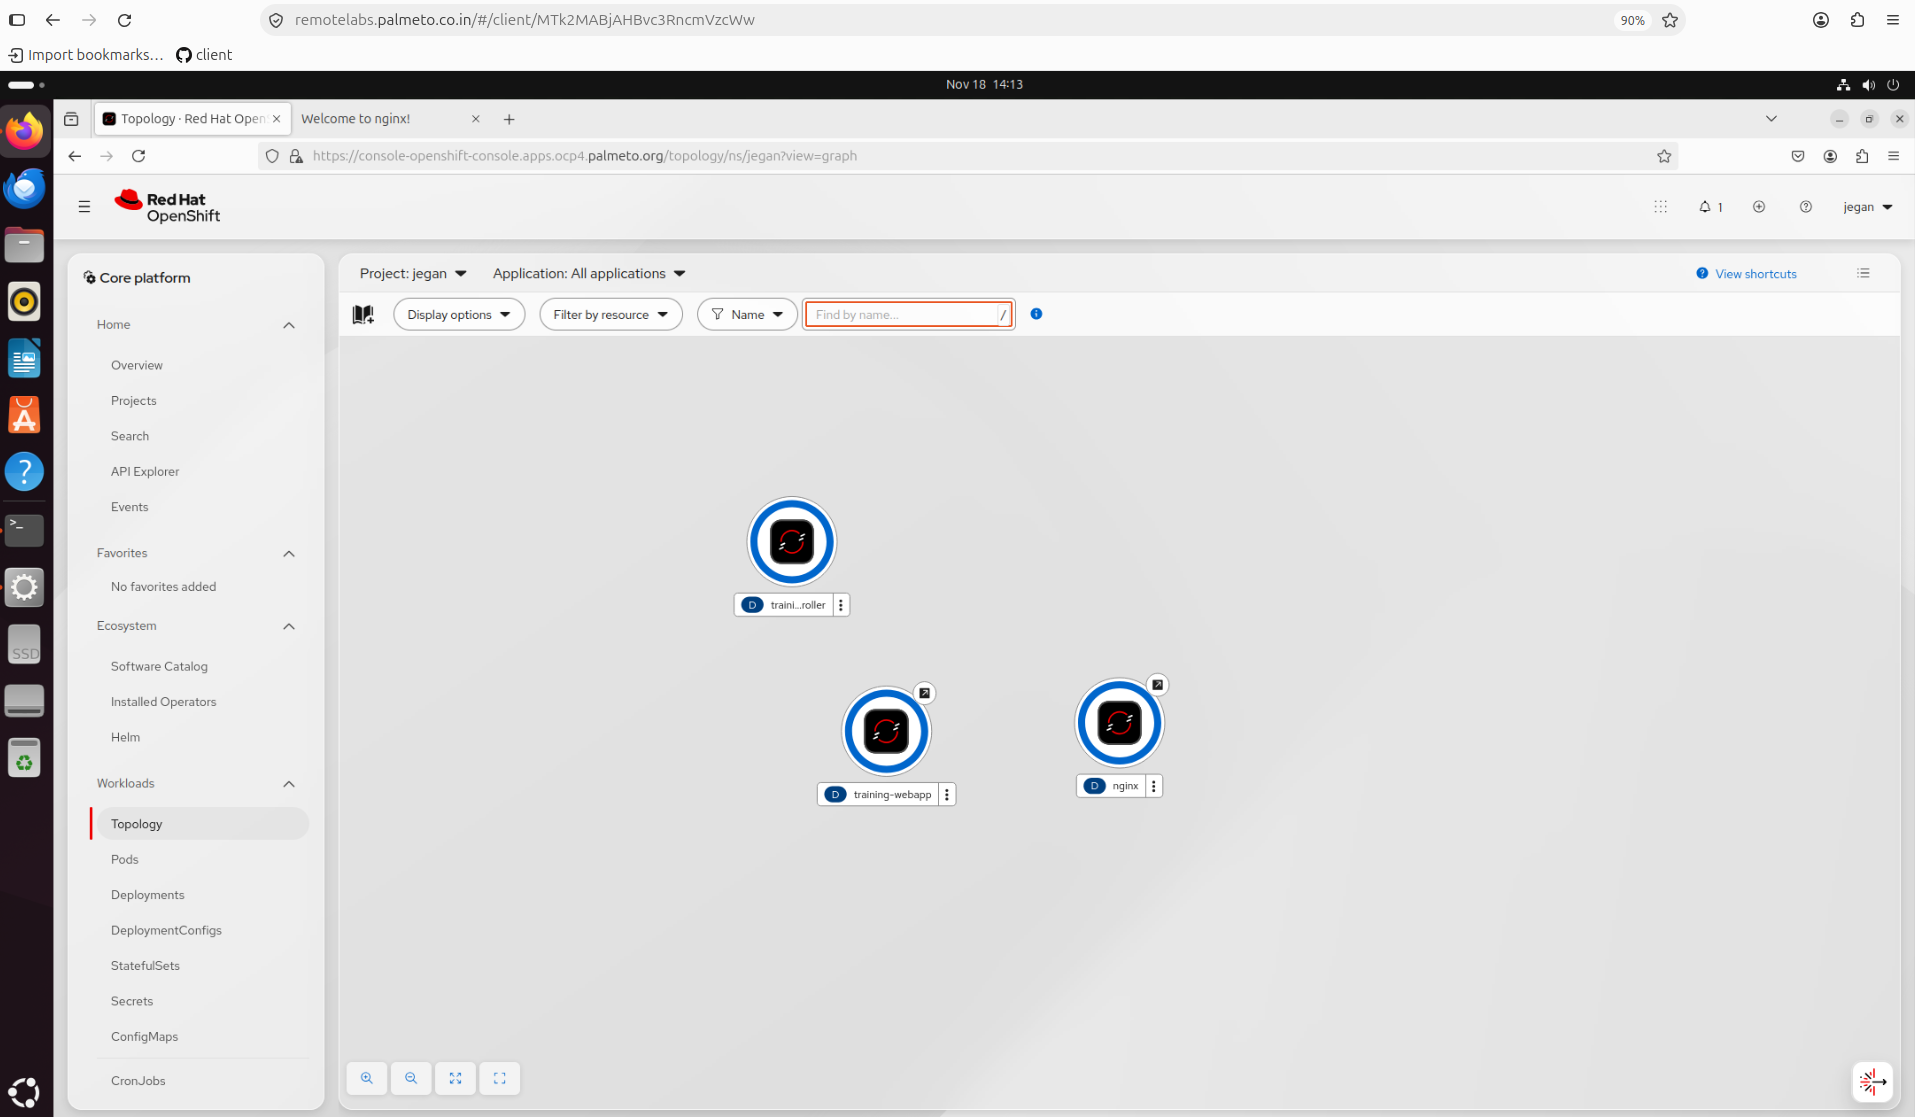 remotelabs.palmeto.co.in/#/client/MTk2MABjAHBvc3RncmVzcWw
90%
Import bookmarks...
client
Nov 18 14:13
Topology · Red Hat Open
Welcome to nginx!
https://console-openshift-console.apps.ocp4.palmeto.org/topology/ns/jegan?view=graph
Red Hat
OpenShift
1
jegan
Core platform
Home
Overview
Projects
Search
API Explorer
Events
Favorites
No favorites added
Ecosystem
Software Catalog
Installed Operators
Helm
Workloads
Topology
Pods
Deployments
DeploymentConfigs
StatefulSets
Secrets
ConfigMaps
CronJobs
Project: jegan
Application: All applications
View shortcuts
Display options
Filter by resource
Name
Find by name...
/
D traini...roller
D training-webapp
D nginx
SSD